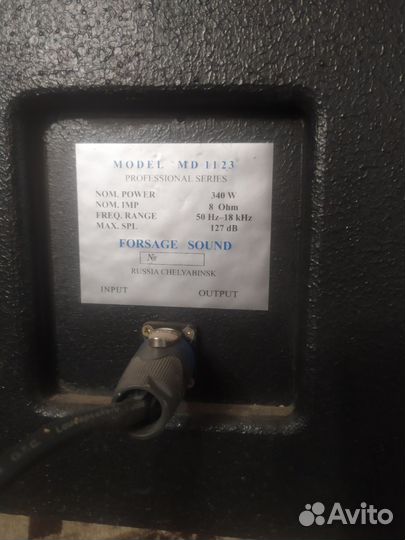 MODEL MD 1123
PROFESSIONAL SERIES
NOM. POWER 340 W
NOM. IMP 8 Ohm
FREQ. RANGE 50 Hz–18 kHz
MAX. SPL 127 dB
FORSAGE SOUND
№
RUSSIA CHELYABINSK
INPUT OUTPUT
Avito